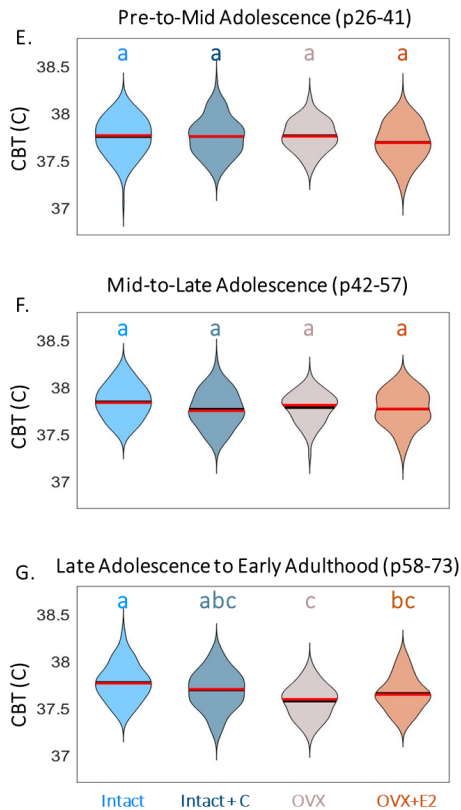 E.
Pre-to-Mid Adolescence (p26-41)
a a a a
38.5
38
37.5
37
CBT (C)
F.
Mid-to-Late Adolescence (p42-57)
a a a a
38.5
38
37.5
37
CBT (C)
G.
Late Adolescence to Early Adulthood (p58-73)
a abc c bc
38.5
38
37.5
37
CBT (C)
Intact Intact + C OVX OVX+E2